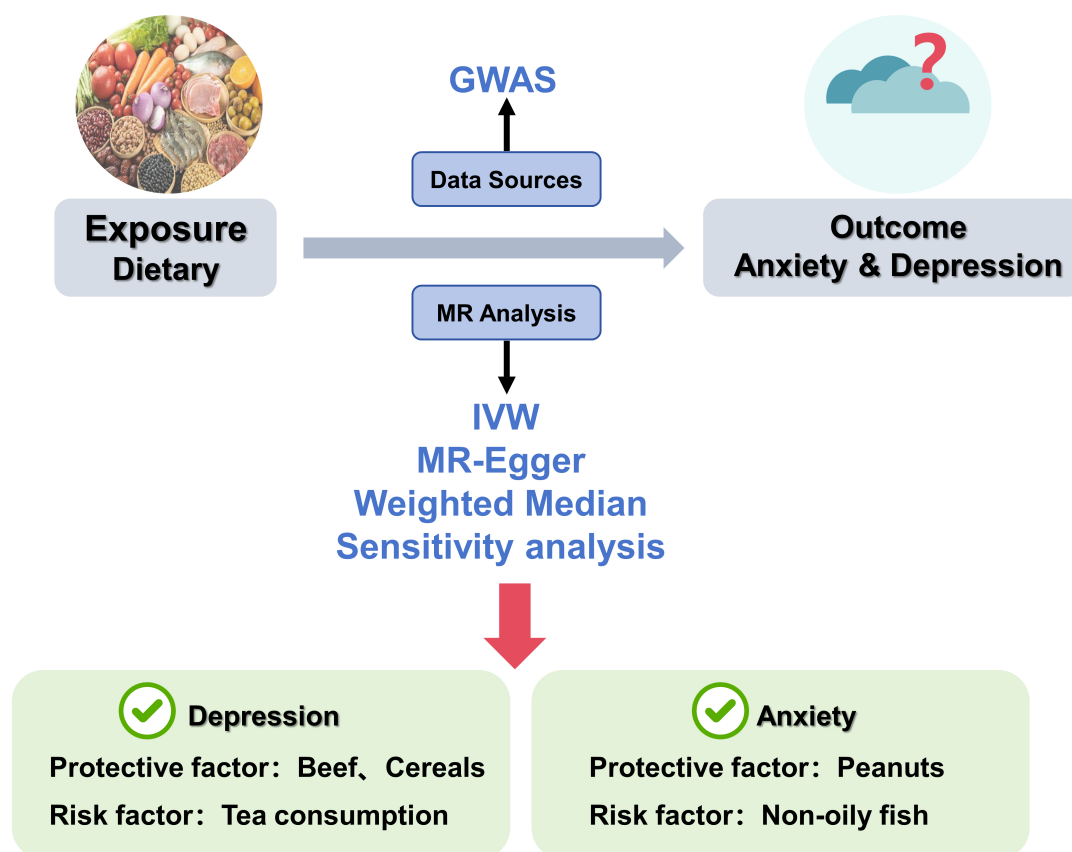 GWAS
?
Data Sources
Exposure
Dietary
Outcome
Anxiety & Depression
MR Analysis
IVW
MR-Egger
Weighted Median
Sensitivity analysis
Depression
Protective factor：Beef、Cereals
Risk factor：Tea consumption
Anxiety
Protective factor：Peanuts
Risk factor：Non-oily fish